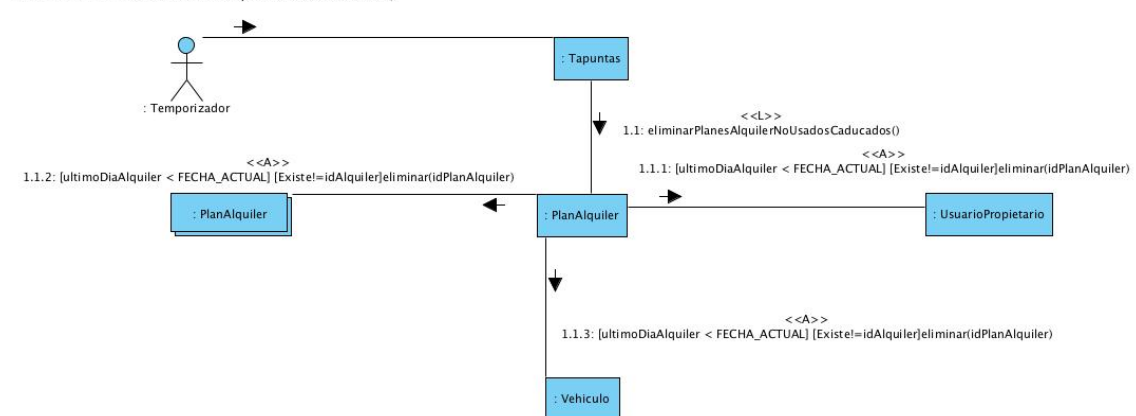 : Tapuntas
: Temporizador
<<L>>
1.1: eliminarPlanesAlquilerNoUsadosCaducados()
<<A>>
1.1.1: [ultimoDiaAlquiler < FECHA_ACTUAL] [Existe!=idAlquiler]eliminar(idPlanAlquiler)
<<A>>
1.1.2: [ultimoDiaAlquiler < FECHA_ACTUAL] [Existe!=idAlquiler]eliminar(idPlanAlquiler)
: PlanAlquiler
: PlanAlquiler
: UsuarioPropietario
<<A>>
1.1.3: [ultimoDiaAlquiler < FECHA_ACTUAL] [Existe!=idAlquiler]eliminar(idPlanAlquiler)
: Vehiculo